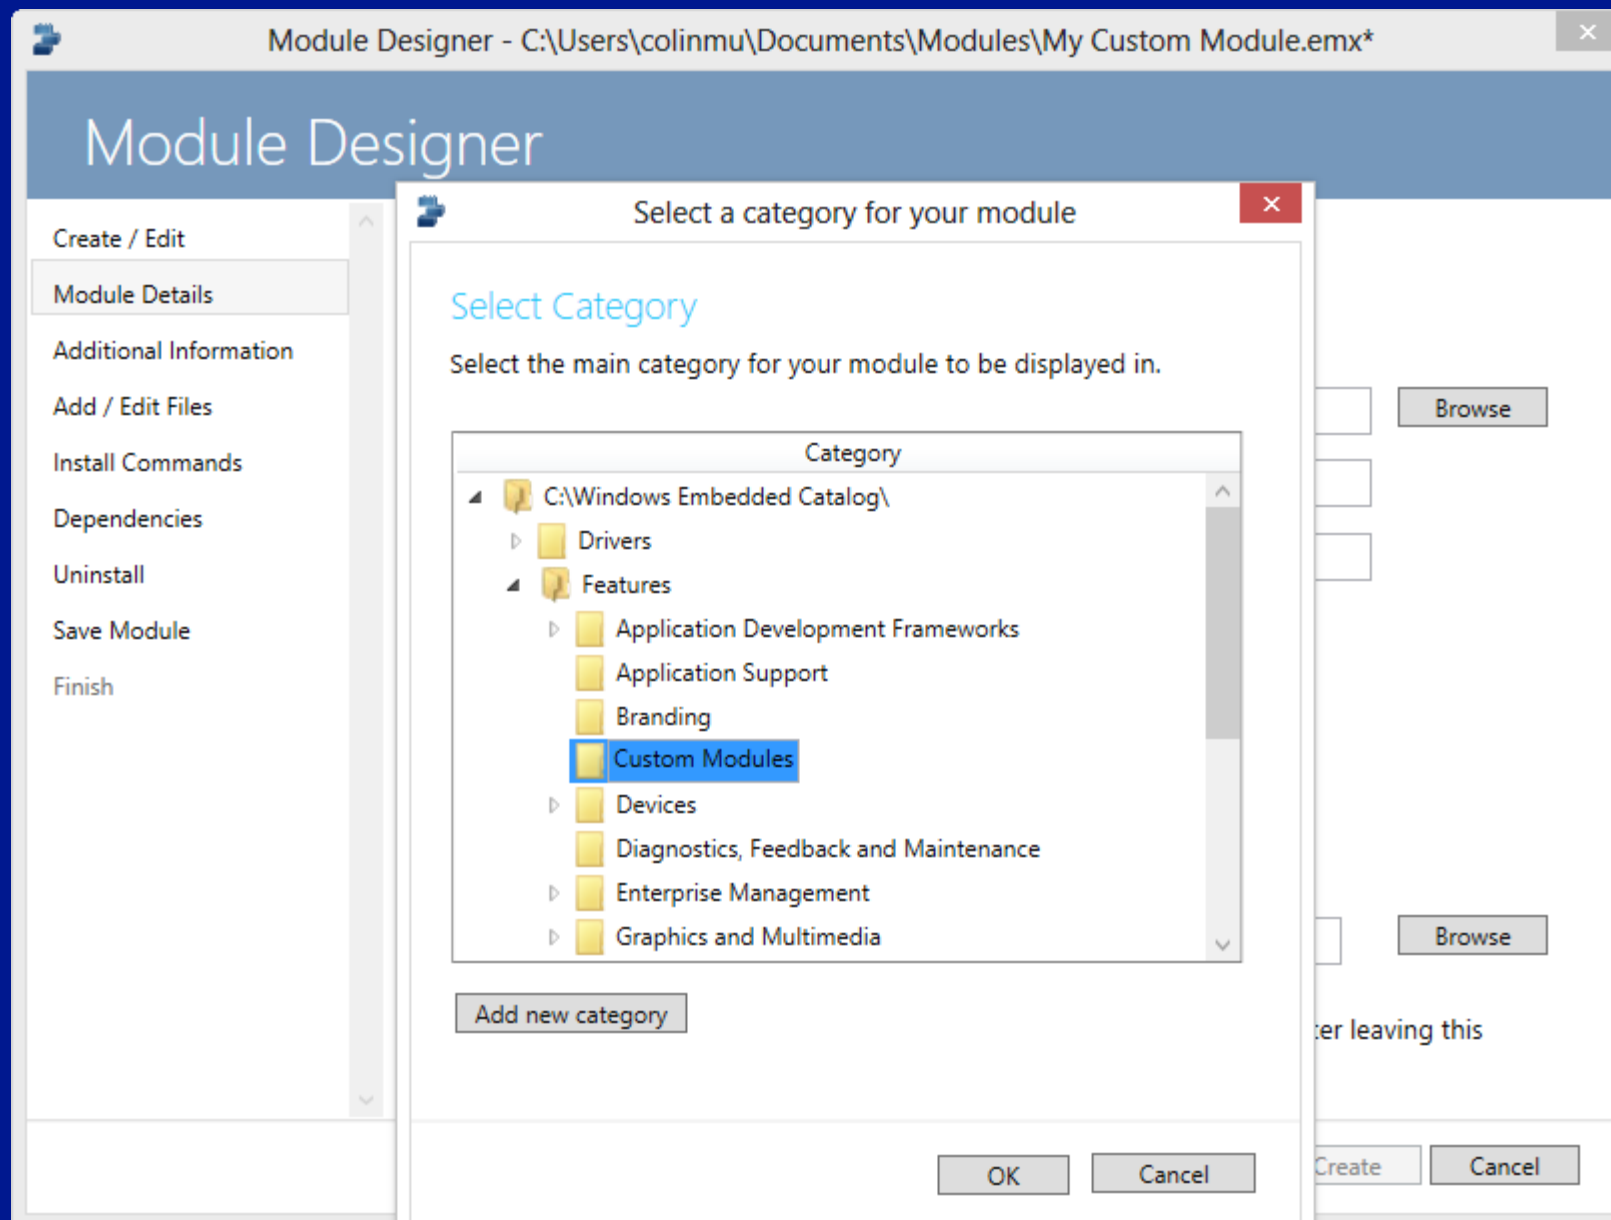 Module Designer - C:\Users\colinmu\Documents\Modules\My Custom Module.emx*
Module Designer
Create / Edit
Module Details
Additional Information
Add / Edit Files
Install Commands
Dependencies
Uninstall
Save Module
Finish
Select a category for your module
Select Category
Select the main category for your module to be displayed in.
Category
C:\Windows Embedded Catalog\
Drivers
Features
Application Development Frameworks
Application Support
Branding
Custom Modules
Devices
Diagnostics, Feedback and Maintenance
Enterprise Management
Graphics and Multimedia
Add new category
OK
Cancel
Browse
Browse
leaving this
Create
Cancel